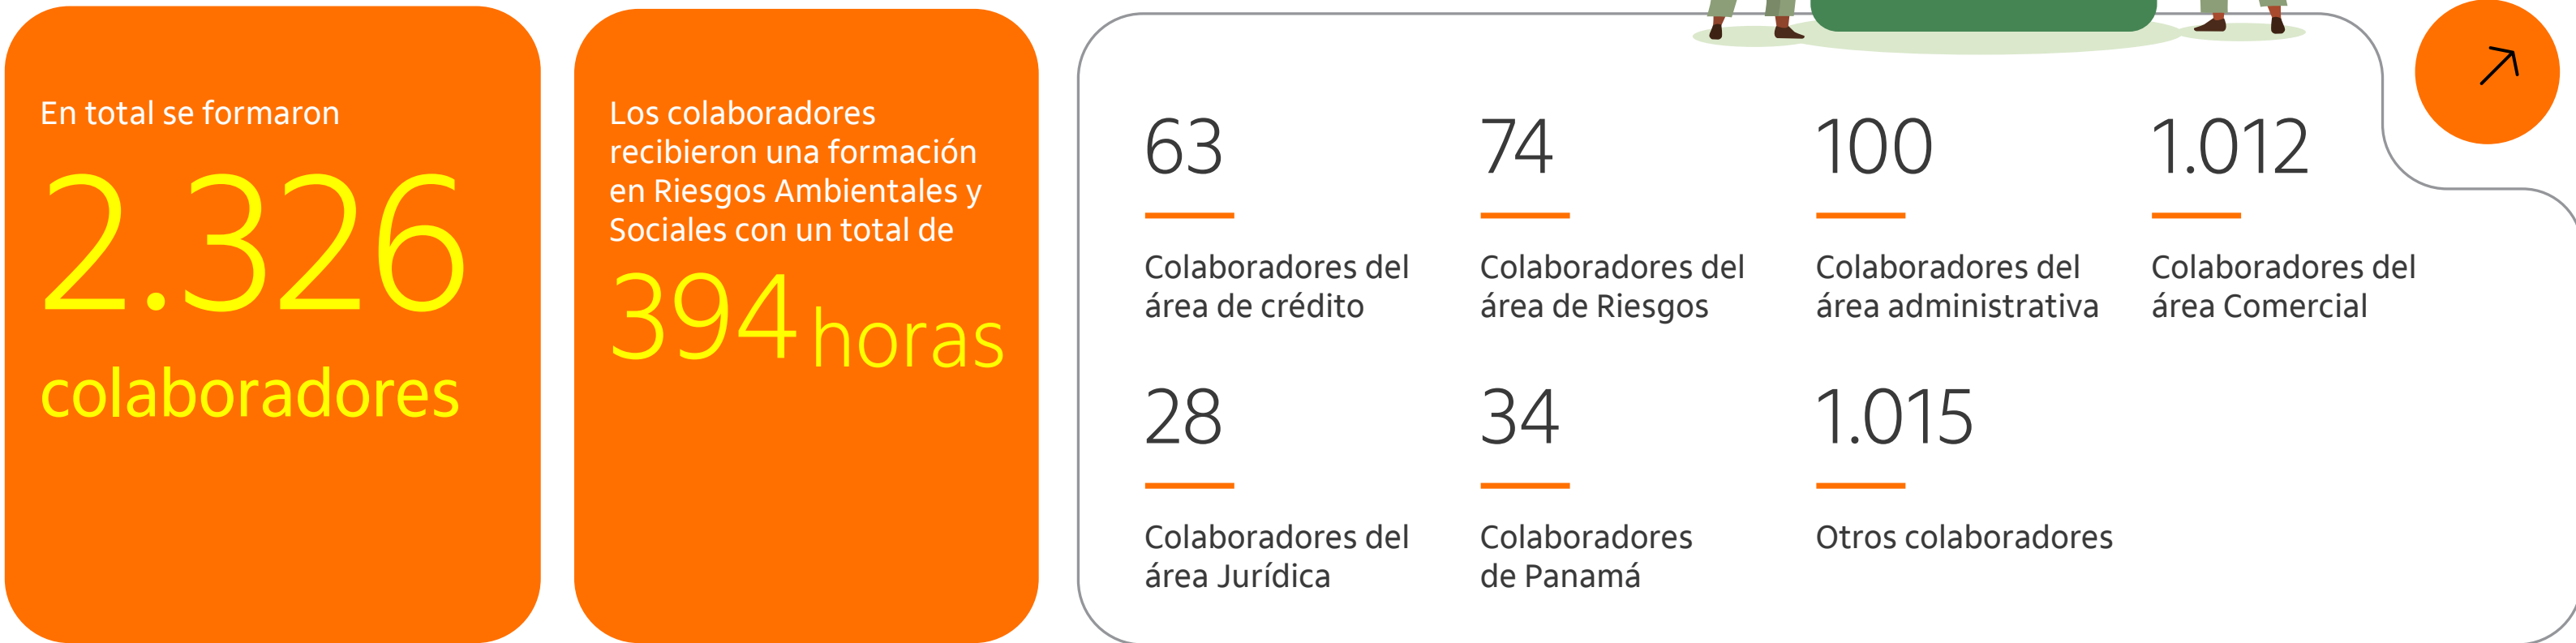 En total se formaron
2.326
colaboradores
Los colaboradores
recibieron una formación
en Riesgos Ambientales y
Sociales con un total de
394 horas
63
Colaboradores del
área de crédito
74
Colaboradores del
área de Riesgos
100
Colaboradores del
área administrativa
1.012
Colaboradores del
área Comercial
28
Colaboradores del
área Jurídica
34
Colaboradores
de Panamá
1.015
Otros colaboradores